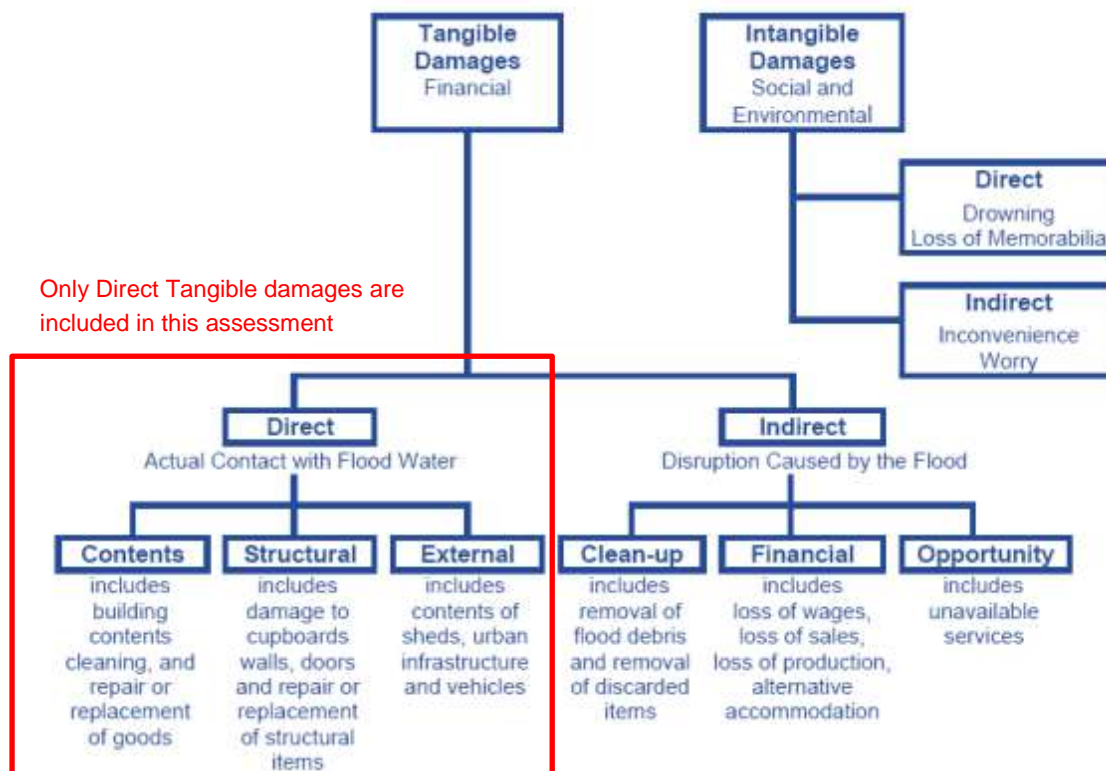 Tangible
Damages
Financial
Intangible
Damages
Social and
Environmental
Direct
Drowning
Loss of Memorabilia
Indirect
Inconvenience
Worry
Only Direct Tangible damages are
included in this assessment
Direct
Actual Contact with Flood Water
Indirect
Disruption Caused by the Flood
Contents
includes
building
contents
cleaning, and
repair or
replacement
of goods
Structural
includes
damage to
cupboards
walls, doors
and repair or
replacement
of structural
items
External
includes
contents of
sheds, urban
infrastructure
and vehicles
Clean-up
includes
removal of
flood debris
and removal
of discarded
items
Financial
includes
loss of wages,
loss of sales,
loss of production,
alternative
accommodation
Opportunity
includes
unavailable
services